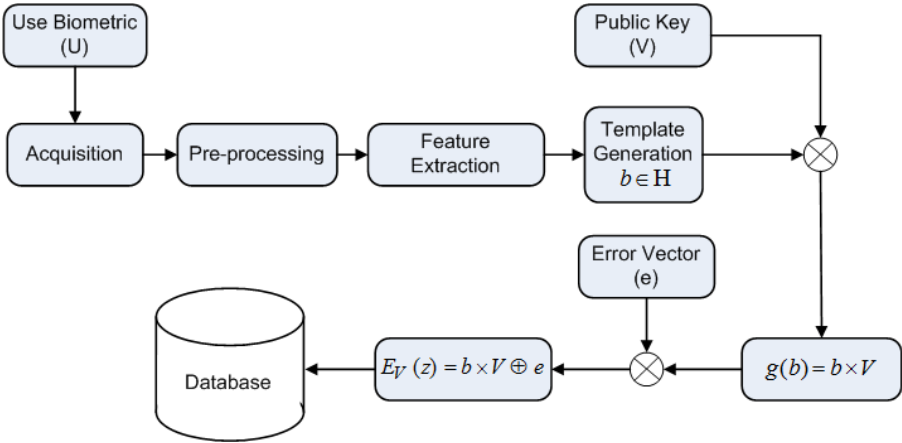 Use Biometric
(U)
Public Key
(V)
Acquisition
Pre-processing
Feature
Extraction
Template
Generation
b ∈ H
Error Vector
(e)
Database
E_V (z) = b × V ⊕ e
g(b) = b × V